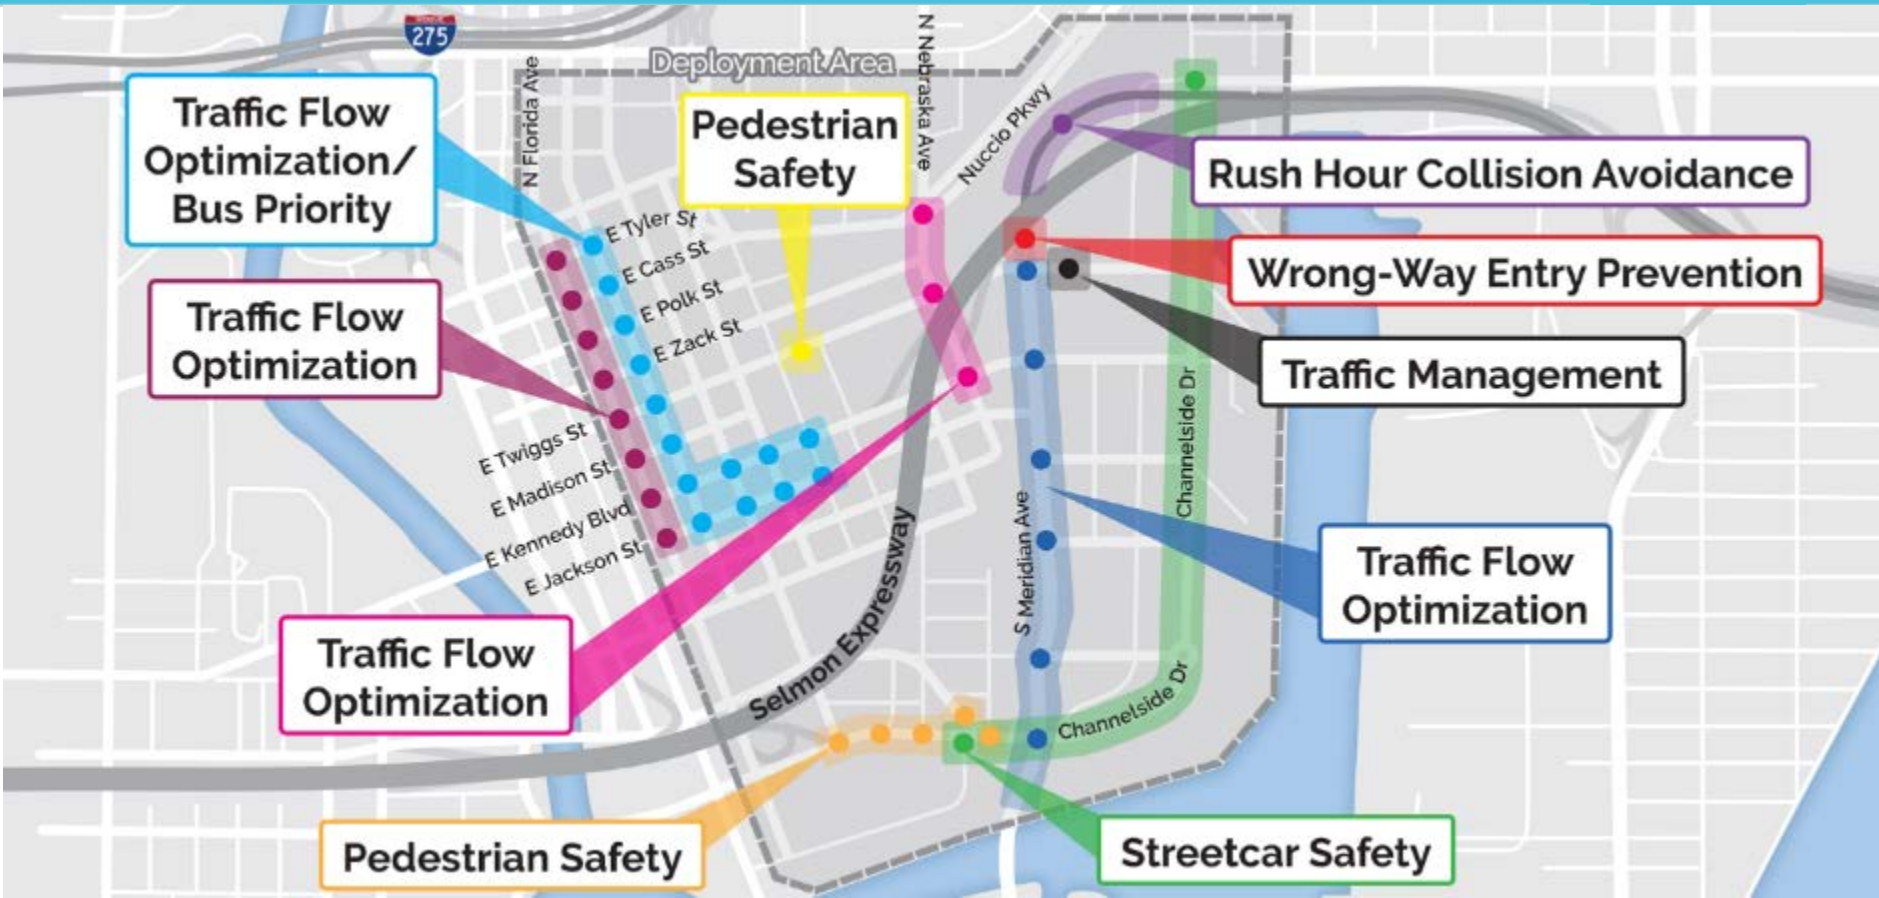 INTERSTATE
275
Deployment Area
N Florida Ave
N Nebraska Ave
Nuccio Pkwy
Traffic Flow
Optimization/
Bus Priority
Pedestrian
Safety
Rush Hour Collision Avoidance
E Tyler St
E Cass St
E Polk St
E Zack St
Wrong-Way Entry Prevention
Traffic Flow
Optimization
Traffic Management
Channelside Dr
E Twiggs St
E Madison St
E Kennedy Blvd
E Jackson St
S Meridian Ave
Selmon Expressway
Traffic Flow
Optimization
Traffic Flow
Optimization
Channelside Dr
Pedestrian Safety
Streetcar Safety